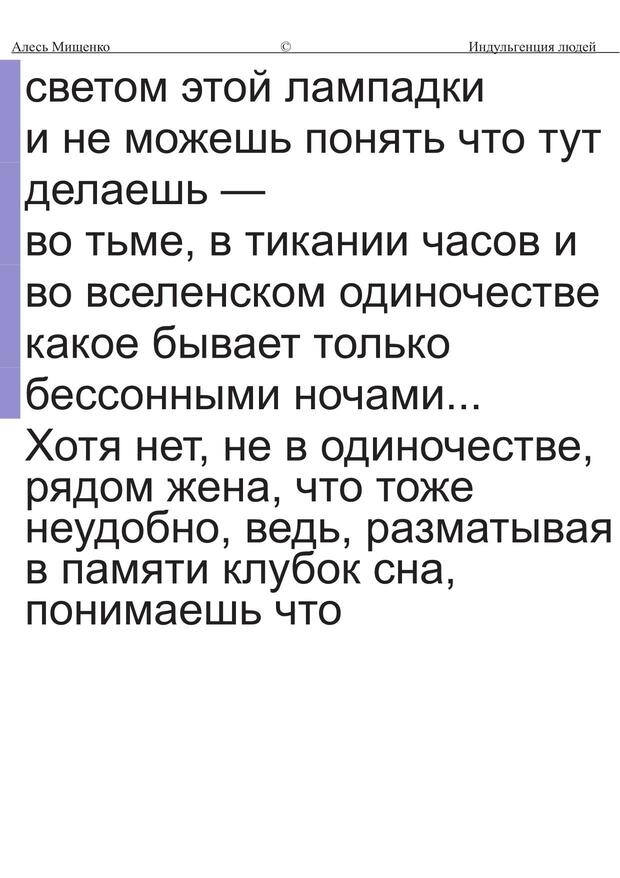 Алесь Мищенко © Индульгенция людей
светом этой лампадки
и не можешь понять что тут
делаешь —
во тьме, в тикании часов и
во вселенском одиночестве
какое бывает только
бессонными ночами...
Хотя нет, не в одиночестве,
рядом жена, что тоже
неудобно, ведь, разматывая
в памяти клубок сна,
понимаешь что